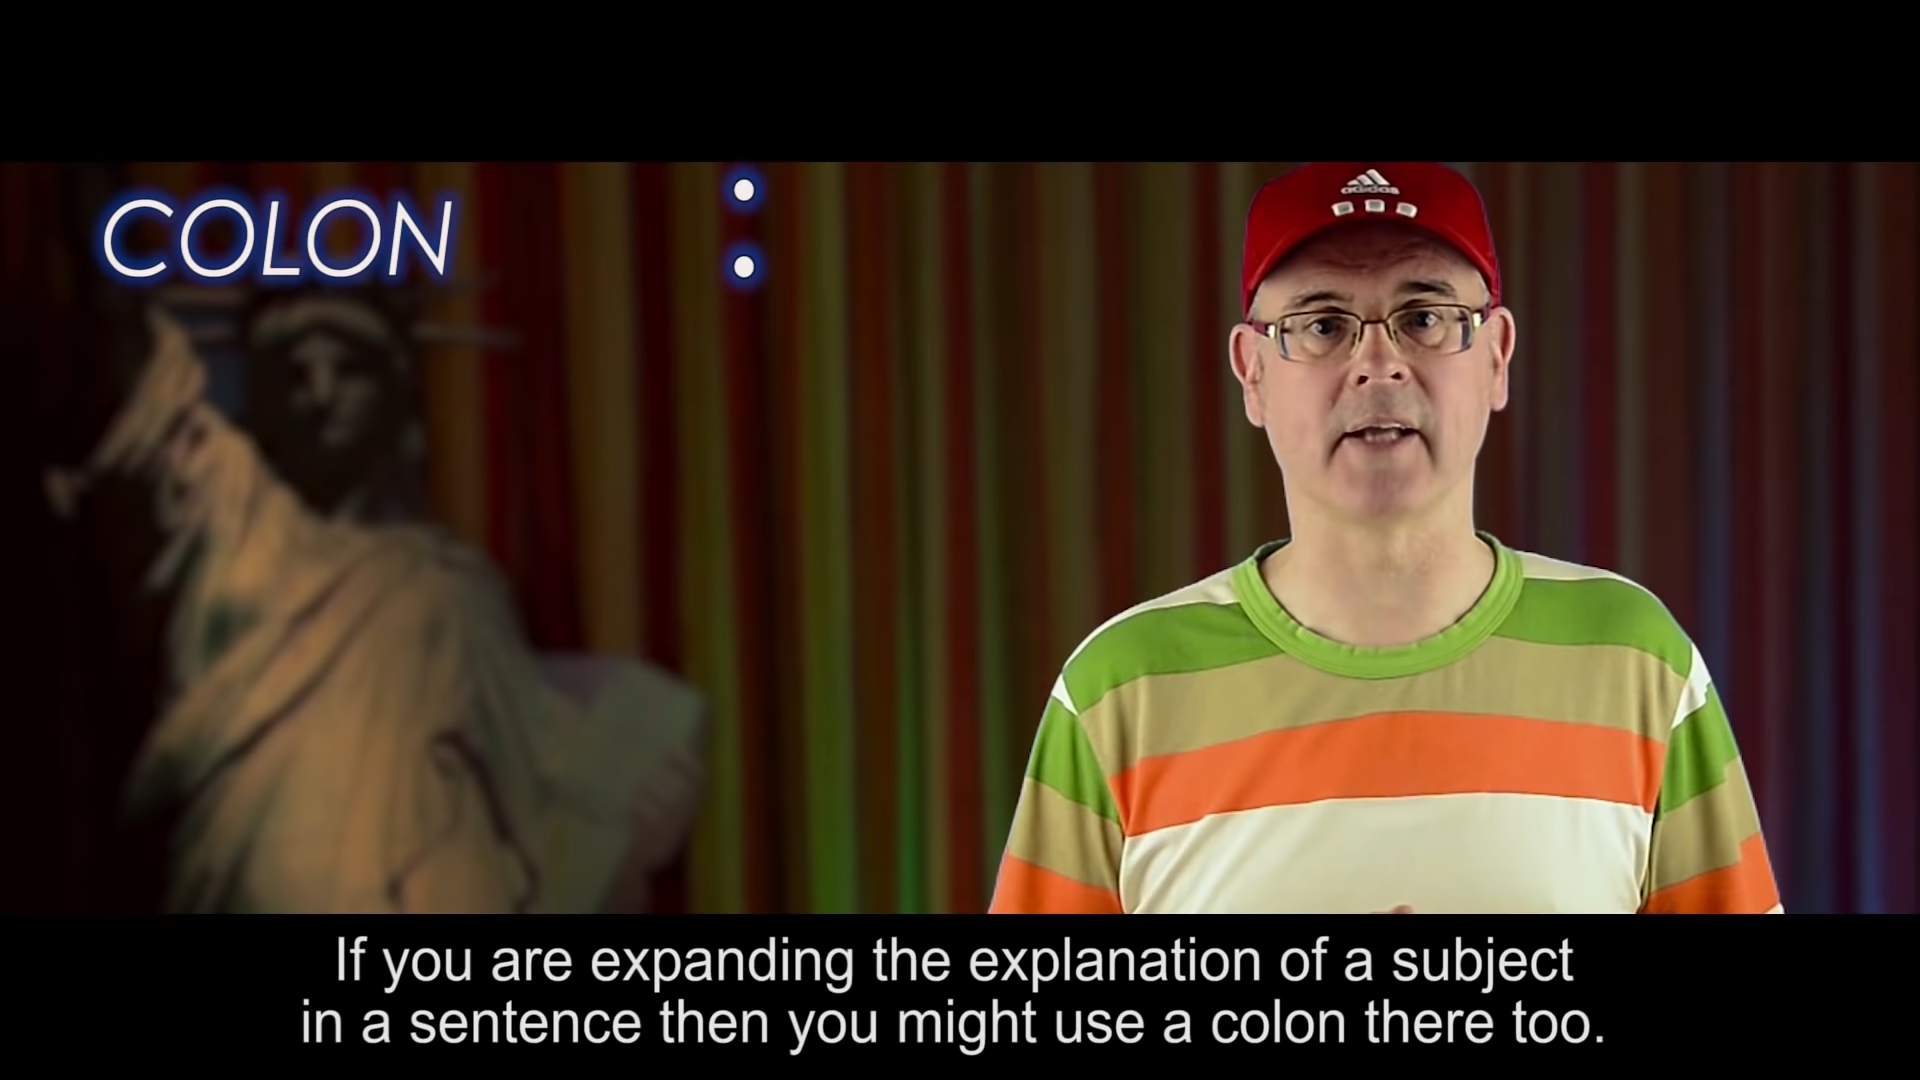 COLON :
adidas
If you are expanding the explanation of a subject
in a sentence then you might use a colon there too.